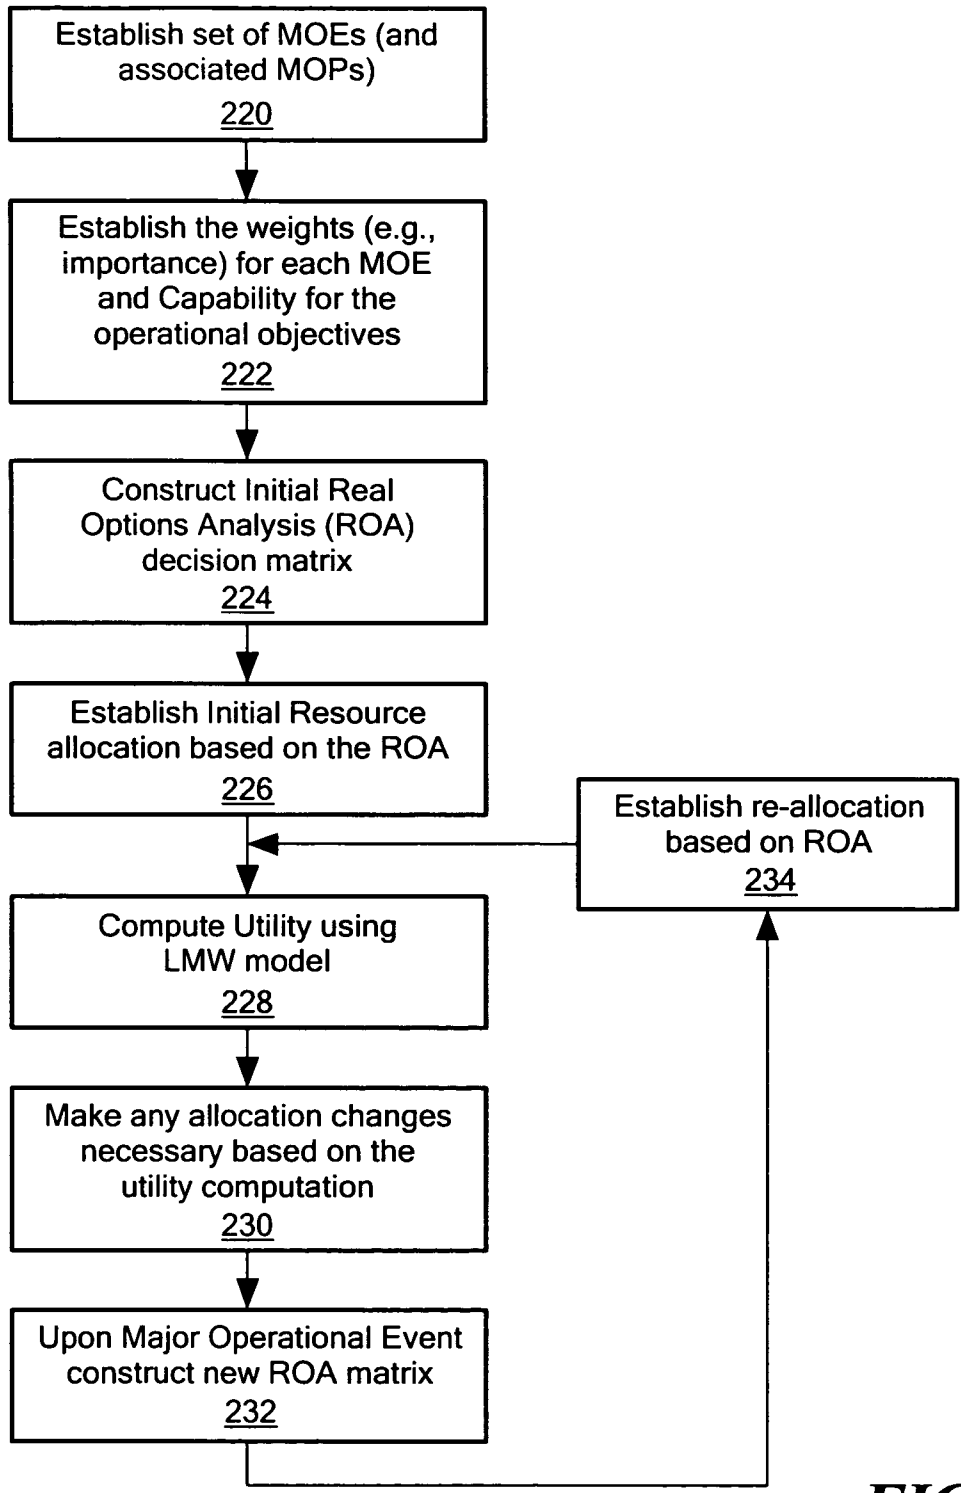 Establish set of MOEs (and
associated MOPs)
220
Establish the weights (e.g.,
importance) for each MOE
and Capability for the
operational objectives
222
Construct Initial Real
Options Analysis (ROA)
decision matrix
224
Establish Initial Resource
allocation based on the ROA
226
Establish re-allocation
based on ROA
234
Compute Utility using
LMW model
228
Make any allocation changes
necessary based on the
utility computation
230
Upon Major Operational Event
construct new ROA matrix
232